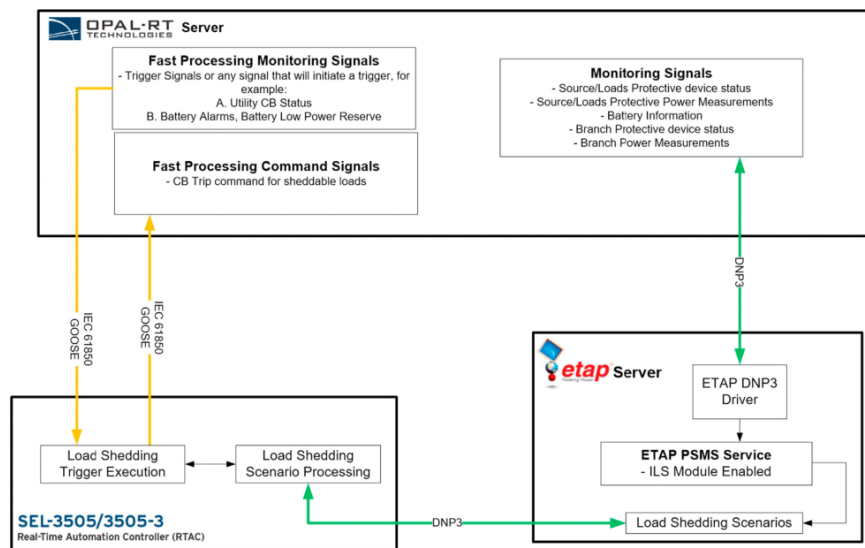 OPAL-RT
TECHNOLOGIES
Server
Fast Processing Monitoring Signals
- Trigger Signals or any signal that will initiate a trigger, for
example:
A. Utility CB Status
B. Battery Alarms, Battery Low Power Reserve
Fast Processing Command Signals
- CB Trip command for sheddable loads
Monitoring Signals
- Source/Loads Protective device status
- Source/Loads Protective Power Measurements
- Battery Information
- Branch Protective device status
- Branch Power Measurements
DNP3
IEC 61850
GOOSE
IEC 61850
GOOSE
etap Server
ETAP DNP3
Driver
ETAP PSMS Service
- ILS Module Enabled
Load Shedding Scenarios
Load Shedding
Trigger Execution
Load Shedding
Scenario Processing
DNP3
SEL-3505/3505-3
Real-Time Automation Controller (RTAC)